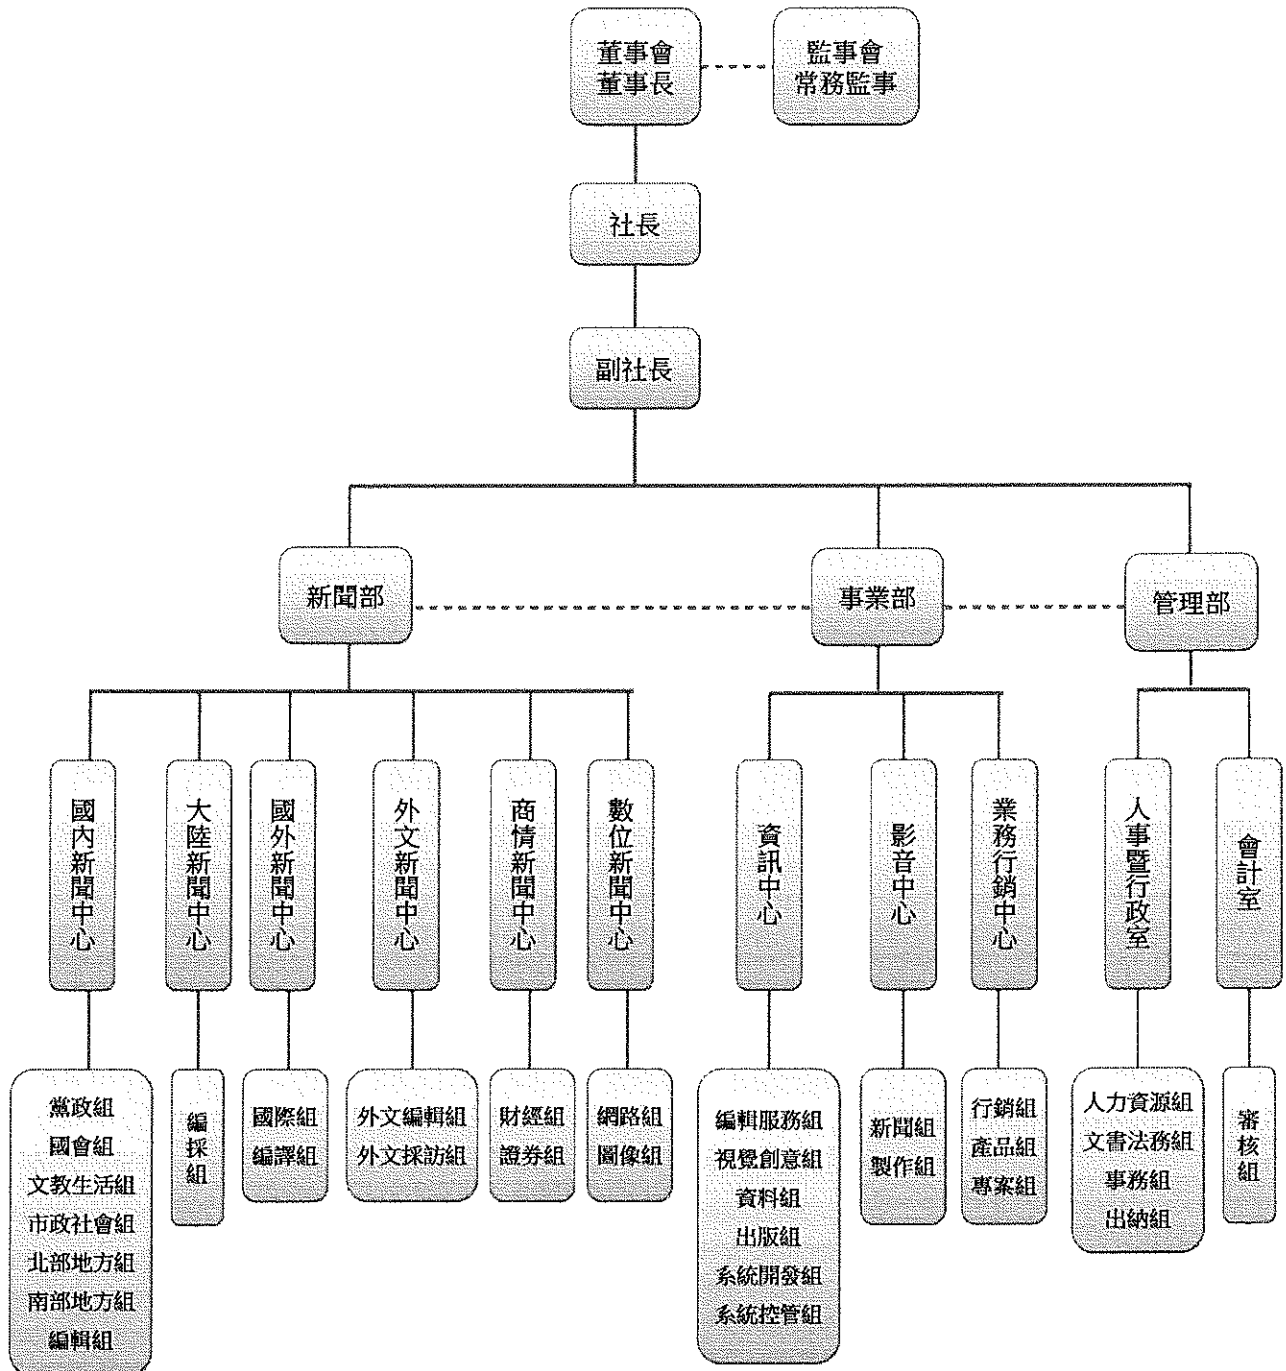 董事會
董事長
監事會
常務監事
社長
副社長
新聞部
事業部
管理部
國內新聞中心
大陸新聞中心
國外新聞中心
外文新聞中心
商情新聞中心
數位新聞中心
資訊中心
影音中心
業務行銷中心
人事暨行政室
會計室
黨政組
國會組
文教生活組
市政社會組
北部地方組
南部地方組
編輯組
編採組
國際組
編譯組
外文編輯組
外文採訪組
財經組
證券組
網路組
圖像組
編輯服務組
視覺創意組
資料組
出版組
系統開發組
系統控管組
新聞組
製作組
行銷組
產品組
專案組
人力資源組
文書法務組
事務組
出納組
審核組